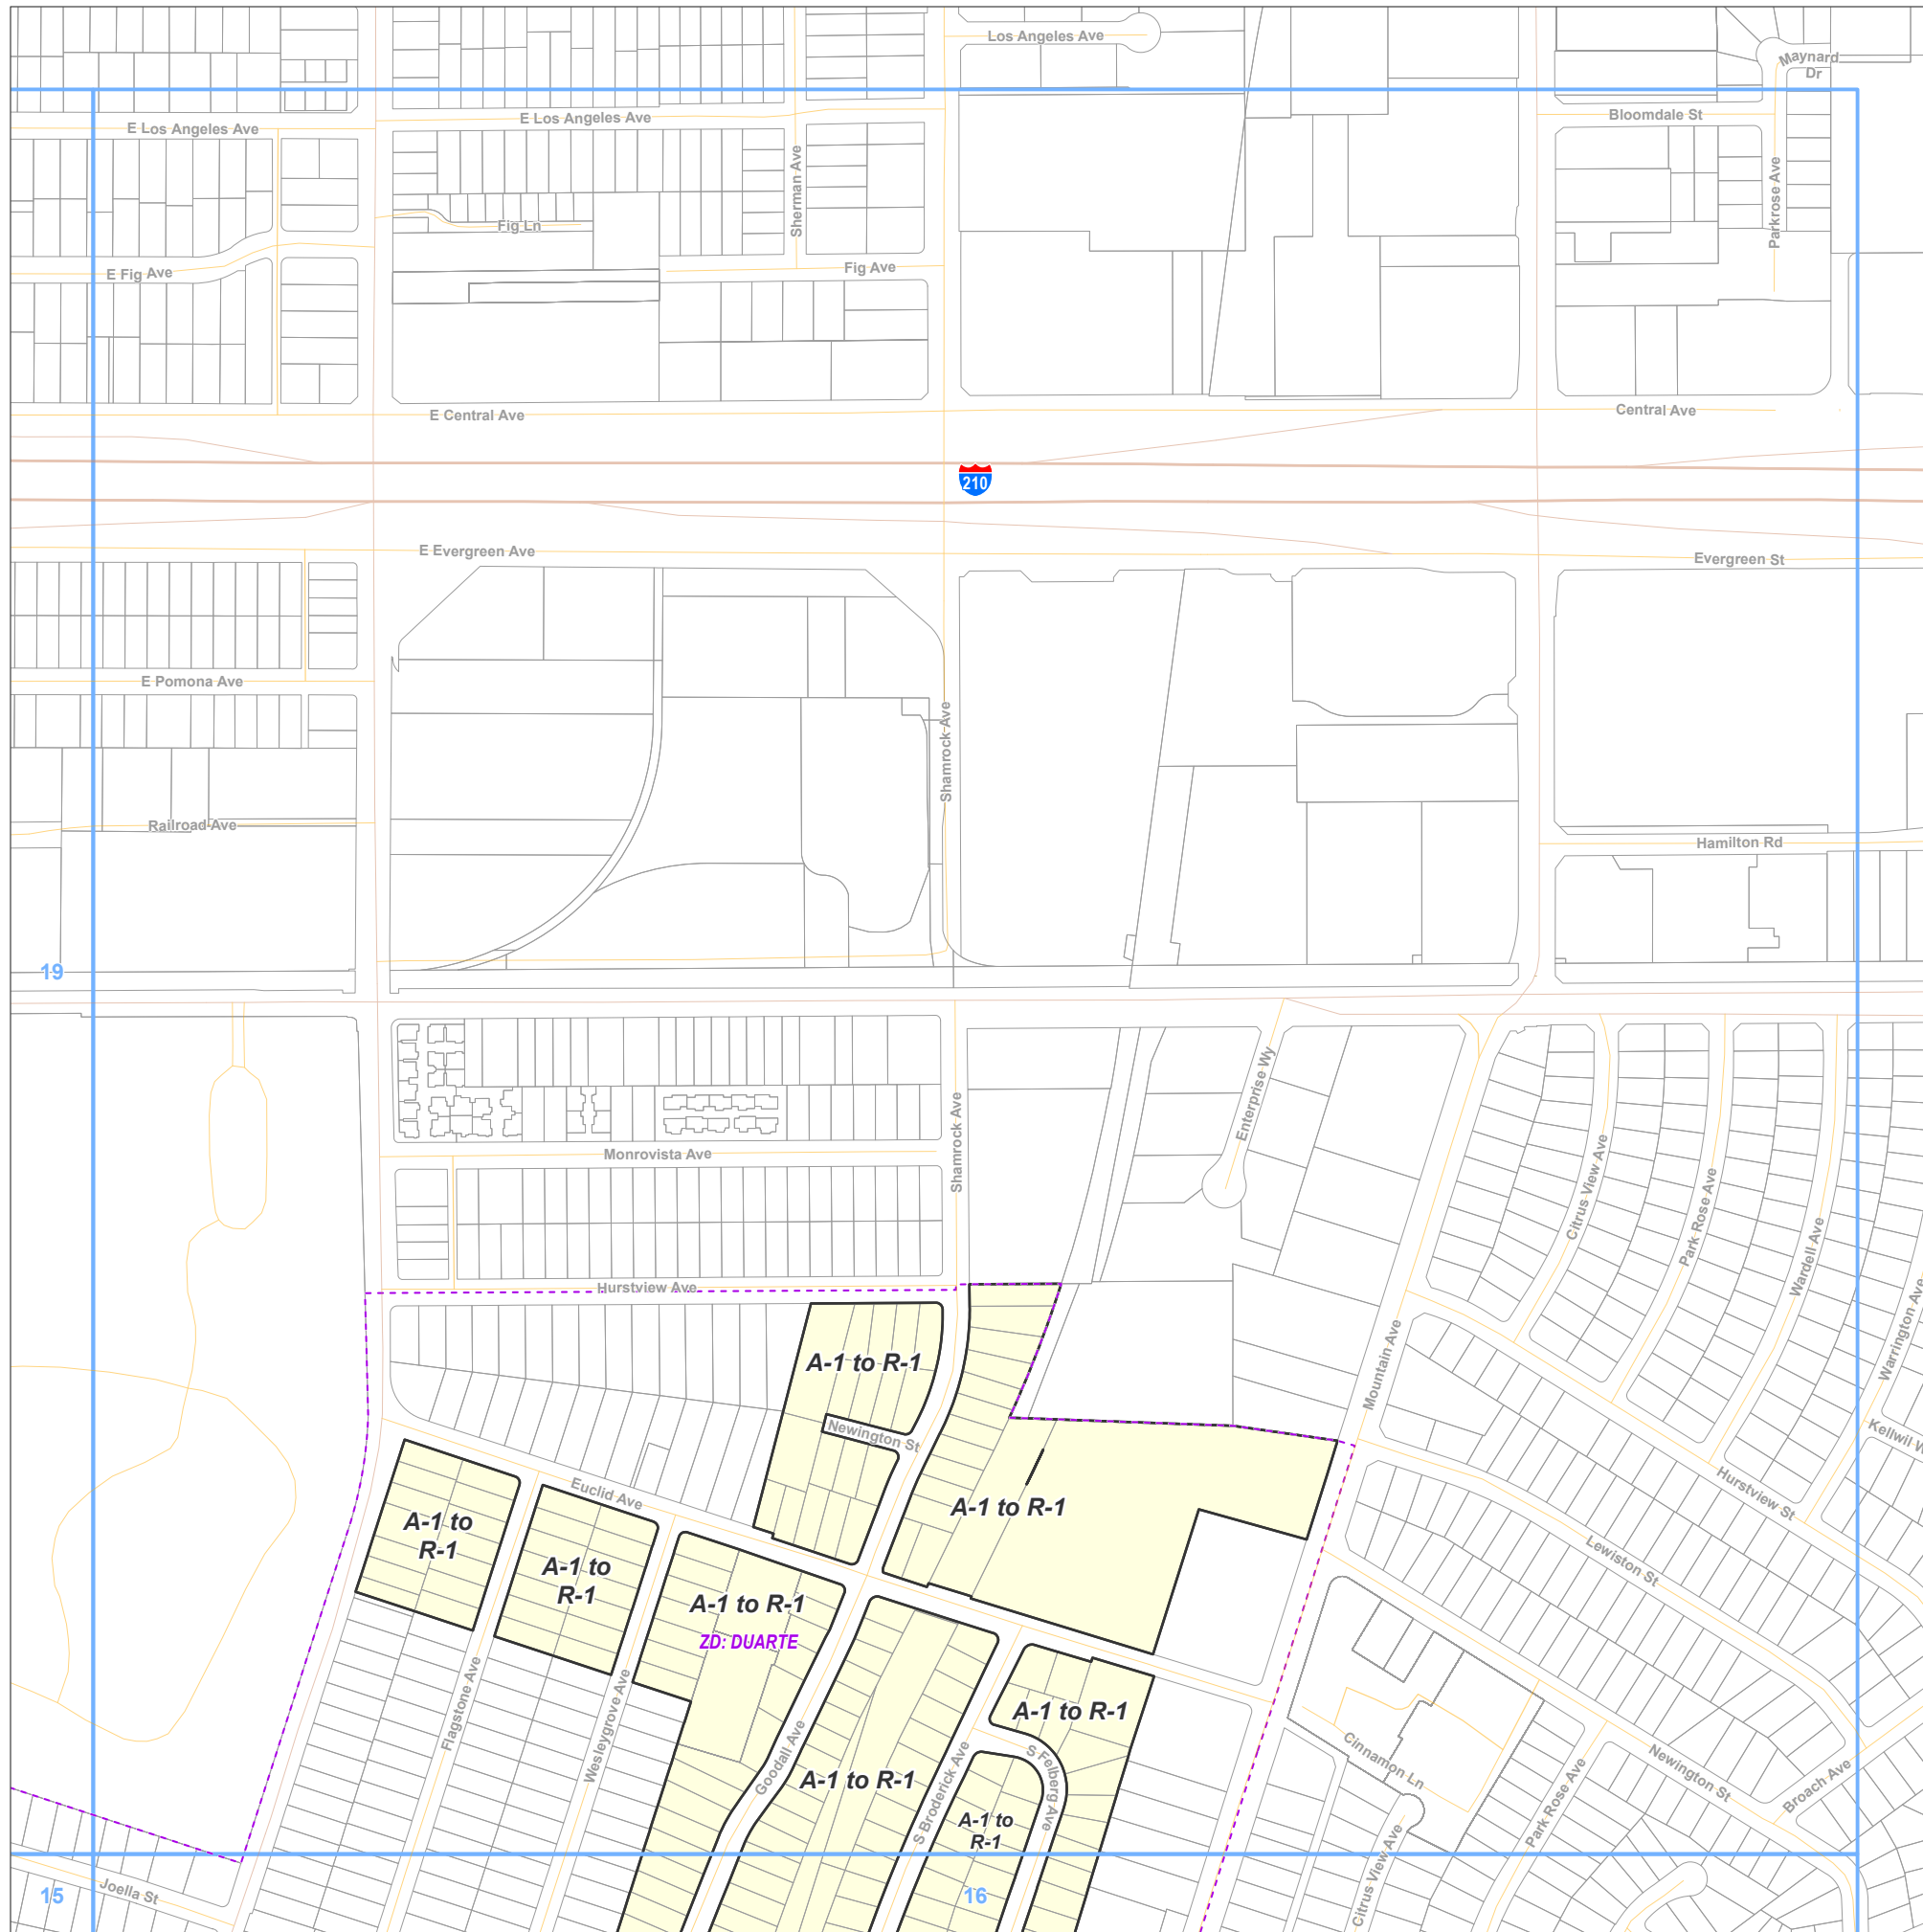 Los Angeles Ave
Maynard
Dr
E Los Angeles Ave
E Los Angeles Ave
Bloomdale St
Sherman Ave
Parkrose Ave
Fig Ln
E Fig Ave
Fig Ave
E Central Ave
Central Ave
210
E Evergreen Ave
Evergreen St
E Pomona Ave
Shamrock Ave
Railroad Ave
Hamilton Rd
19
Enterprise Wy
Shamrock Ave
Monrovista Ave
Citrus View Ave
Park Rose Ave
Wardell Ave
Hurstview Ave
Warrington Ave
Mountain Ave
A-1 to R-1
Newington St
Kellwil W
Euclid Ave
Hurstview St
A-1 to R-1
A-1 to
R-1
A-1 to
R-1
Lewiston St
A-1 to R-1
ZD: DUARTE
Flagstone Ave
Wesleygrove Ave
A-1 to R-1
Goodall Ave
A-1 to R-1
S Broderick Ave
S Felberg Ave
Cinnamon Ln
Newington St
Broach Ave
Park Rose Ave
A-1 to
R-1
Citrus View Ave
Joella St
15
16